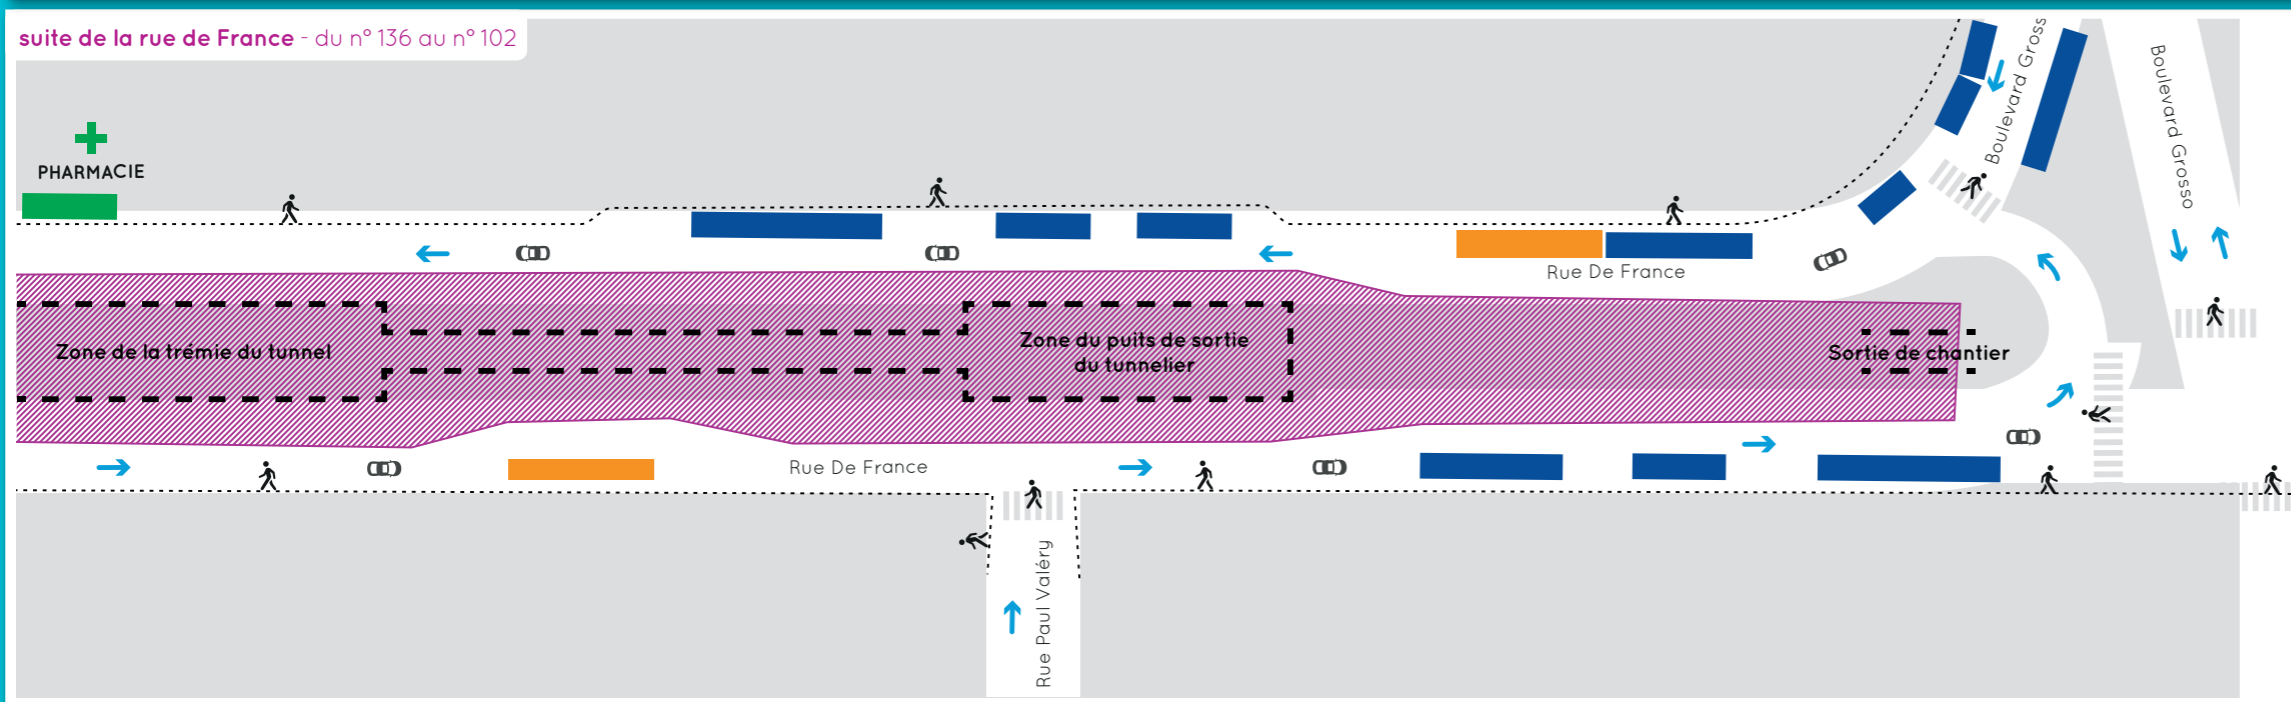 suite de la rue de France - du n° 136 au n° 102
PHARMACIE
Boulevard Gross
Boulevard Grosso
Rue De France
Zone de la trémie du tunnel
Zone du puits de sortie
du tunnelier
Sortie de chantier
Rue De France
Rue Paul Valéry